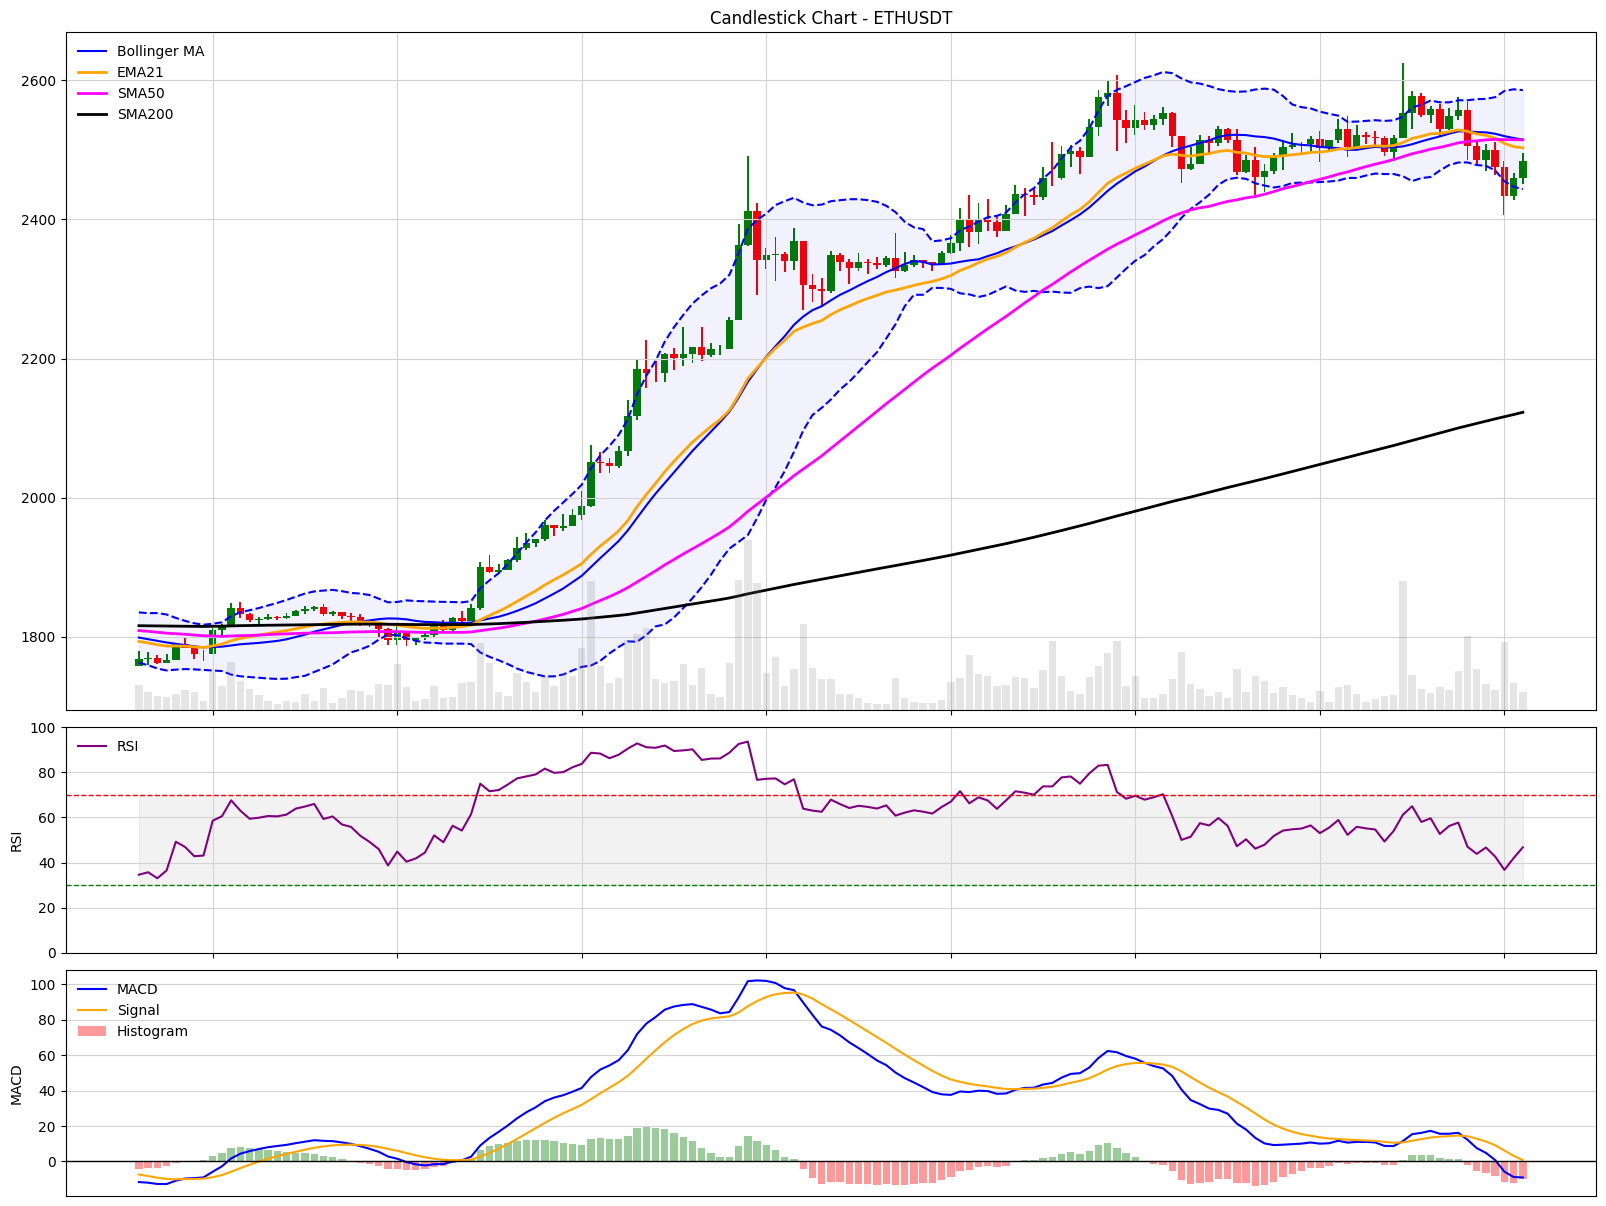 Candlestick Chart - ETHUSDT
Bollinger MA
EMA21
SMA50
SMA200
2600
2400
2200
2000
1800
RSI
100
80
60
40
20
0
RSI
MACD
Signal
Histogram
100
80
60
40
20
0
MACD